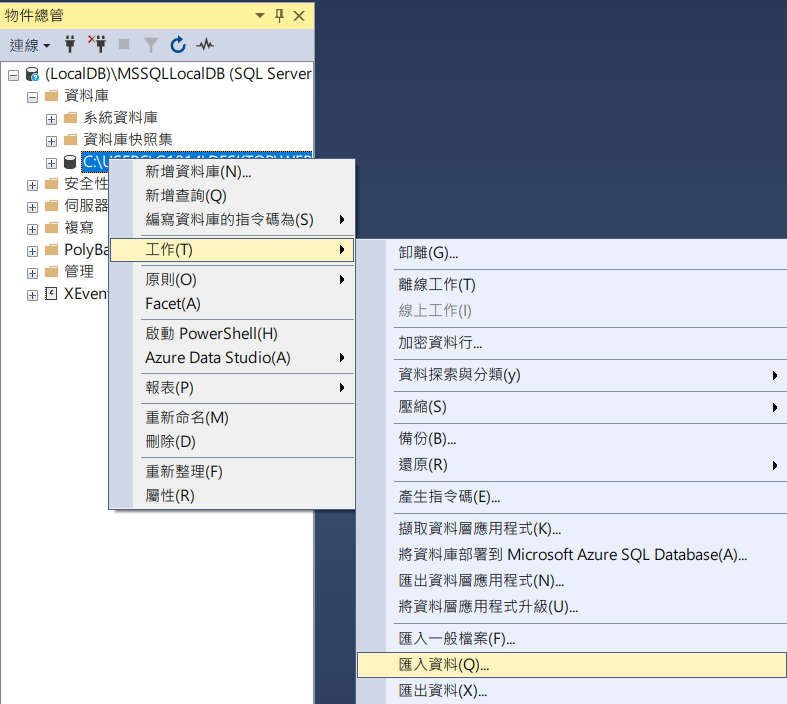 物件總管
連線
(LocalDB)\MSSQLLocalDB (SQL Server
資料庫
系統資料庫
資料庫快照集
安全性
伺服器
複寫
管理
新增資料庫(N)...
新增查詢(Q)
編寫資料庫的指令碼為(S)
工作(T)
原則(O)
Facet(A)
啟動 PowerShell(H)
Azure Data Studio(A)
報表(P)
重新命名(M)
刪除(D)
重新整理(F)
屬性(R)
卸離(G)...
離線工作(T)
線上工作(I)
加密資料行...
資料探索與分類(y)
壓縮(S)
備份(B)...
還原(R)
產生指令碼(E)...
擷取資料層應用程式(K)...
將資料庫部署到 Microsoft Azure SQL Database(A)...
匯出資料層應用程式(N)...
將資料層應用程式升級(U)...
匯入一般檔案(F)...
匯入資料(Q)...
匯出資料(X)...